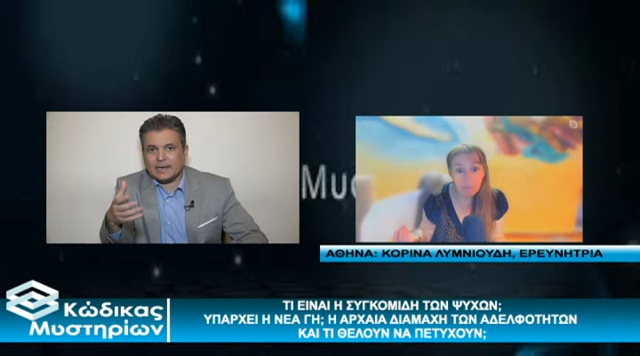 Μυσ
ΑΘΗΝΑ: ΚΟΡΙΝΑ ΛΥΜΝΙΟΥΔΗ, ΕΡΕΥΝΗΤΡΙΑ
Κώδικας
Μυστηρίων
ΤΙ ΕΙΝΑΙ Η ΣΥΓΚΟΜΙΔΗ ΤΩΝ ΨΥΧΩΝ;
ΥΠΑΡΧΕΙ Η ΝΕΑ ΓΗ; Η ΑΡΧΑΙΑ ΔΙΑΜΑΧΗ ΤΩΝ ΑΔΕΛΦΟΤΗΤΩΝ
ΚΑΙ ΤΙ ΘΕΛΟΥΝ ΝΑ ΠΕΤΥΧΟΥΝ;